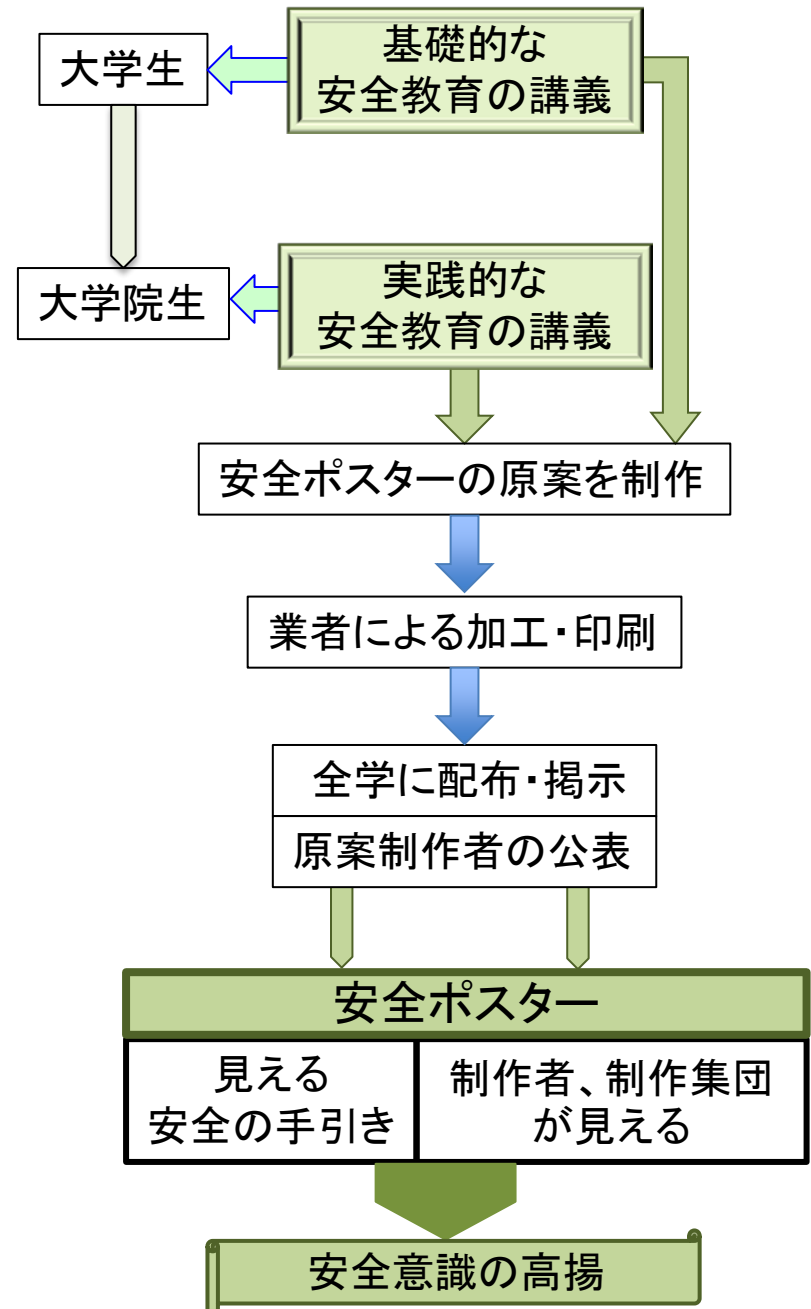 大学生
基礎的な
安全教育の講義
大学院生
実践的な
安全教育の講義
安全ポスターの原案を制作
業者による加工・印刷
全学に配布・掲示
原案制作者の公表
安全ポスター
見える
安全の手引き
制作者、制作集団
が見える
安全意識の高揚